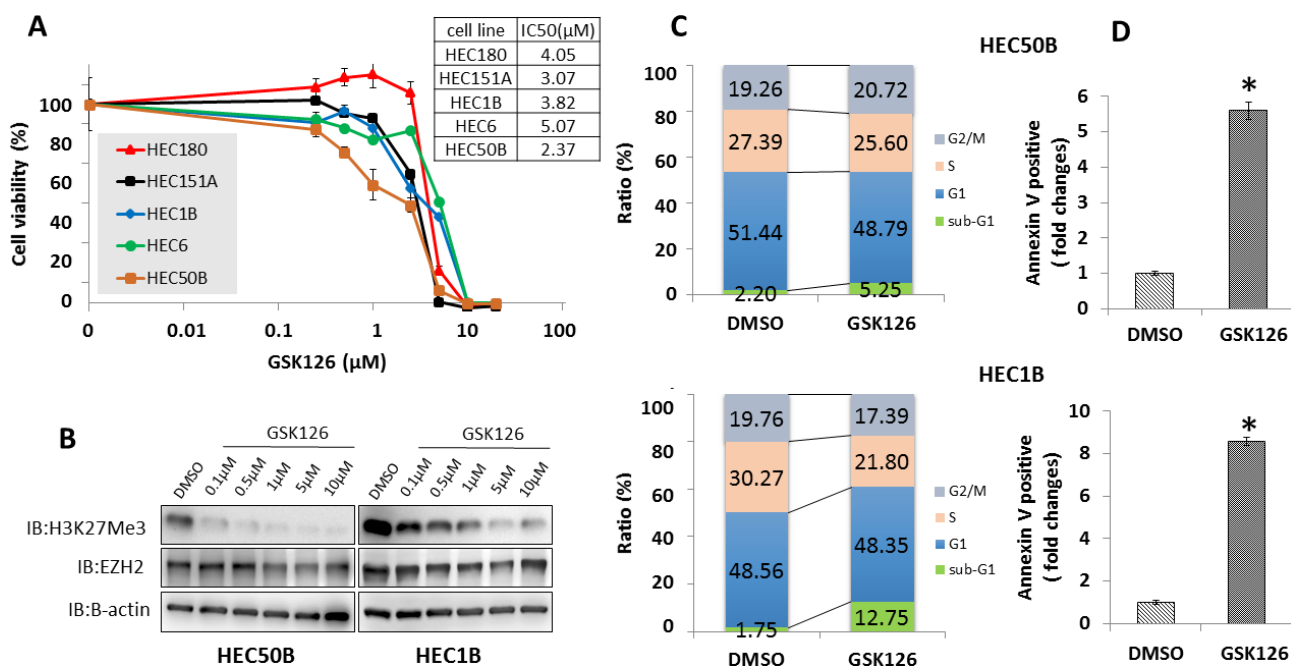 A
cell line IC50(µM)
HEC180 4.05
HEC151A 3.07
HEC1B 3.82
HEC6 5.07
HEC50B 2.37
Cell viability (%)
100
80
60
40
20
0
100
80
60
40
20
0
HEC180
HEC151A
HEC1B
HEC6
HEC50B
0 0.01 0.1 1 10 100
GSK126 (µM)
B
GSK126 GSK126
DMSO 0.1µM 0.5µM 1µM 5µM 10µM DMSO 0.1µM 0.5µM 1µM 5µM 10µM
IB:H3K27Me3
IB:EZH2
IB:B-actin
HEC50B HEC1B
C
HEC50B
Ratio (%)
100
80
60
40
20
0
19.26 20.72
27.39 25.60
51.44 48.79
2.20 5.25
DMSO GSK126
G2/M
S
G1
sub-G1
D
Annexin V positive
( fold changes)
6
5
4
3
2
1
0
*
DMSO GSK126
HEC1B
Ratio (%)
100
80
60
40
20
0
19.76 17.39
30.27 21.80
48.56 48.35
1.75 12.75
DMSO GSK126
G2/M
S
G1
sub-G1
Annexin V positive
( fold changes)
10
8
6
4
2
0
*
DMSO GSK126